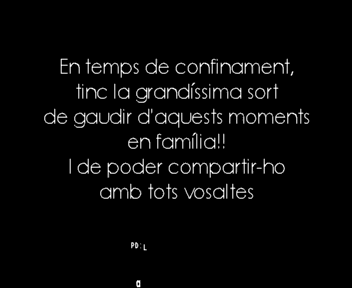 En temps de confinament,
tinc la grandíssima sort
de gaudir d'aquests moments
en família!!
I de poder compartir-ho
amb tots vosaltes
PD: L
a